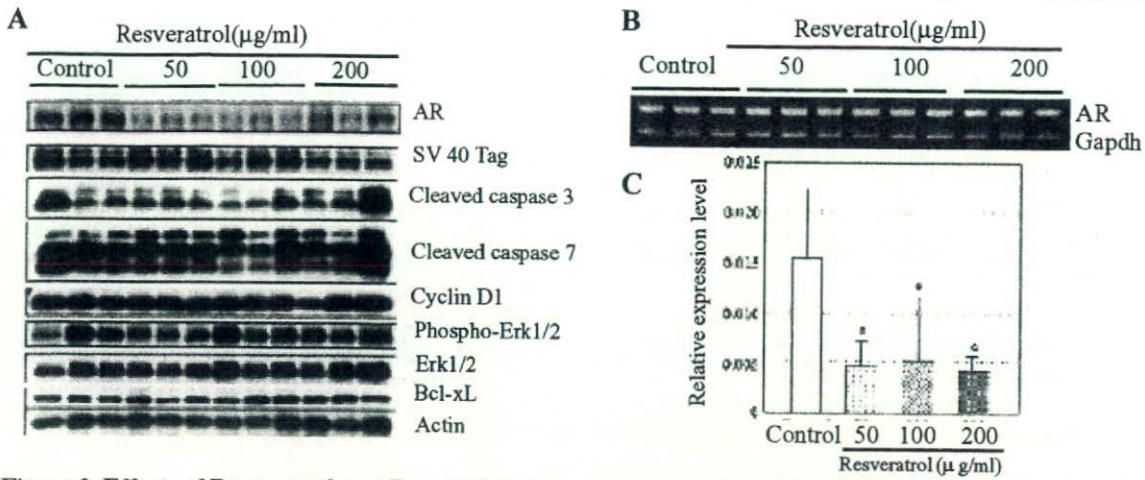 A
Resveratrol(µg/ml)
Control 50 100 200
AR
SV 40 Tag
Cleaved caspase 3
Cleaved caspase 7
Cyclin D1
Phospho-Erk1/2
Erk1/2
Bcl-xL
Actin
B
Resveratrol(µg/ml)
Control 50 100 200
AR
Gapdh
C
Relative expression level
Control 50 100 200
Resveratrol (µ g/ml)